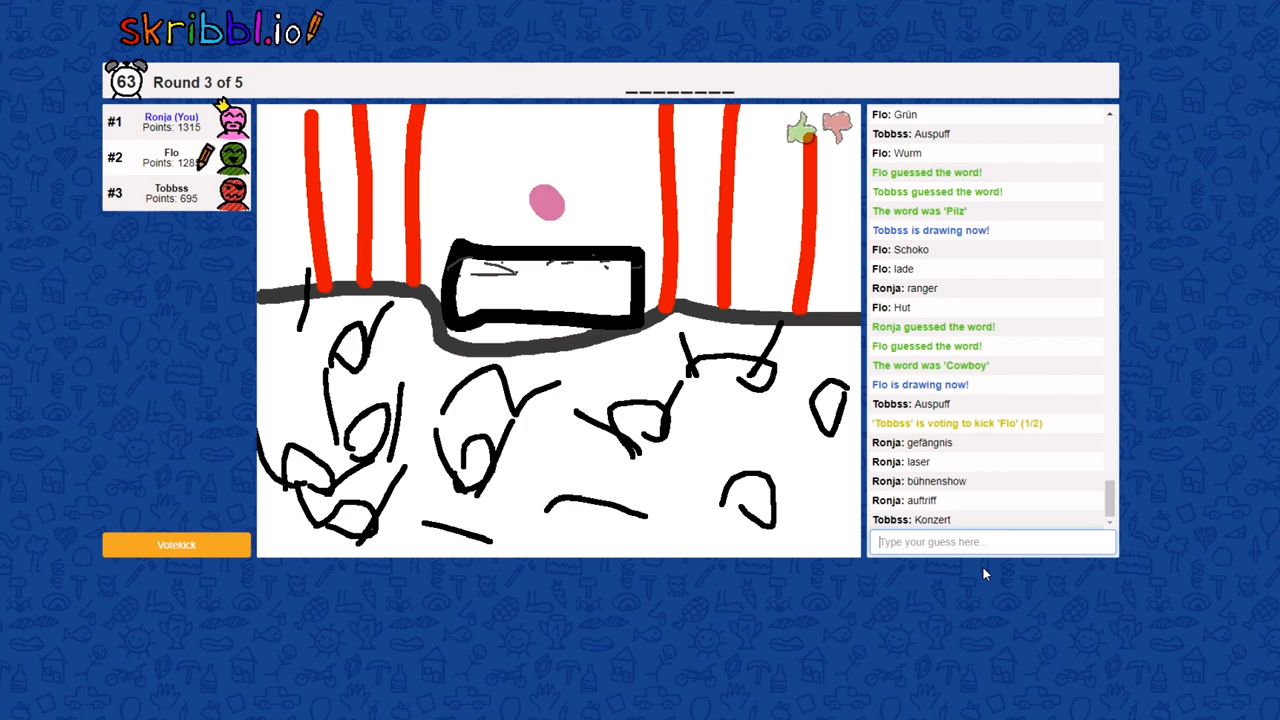 skribbl.io
63 Round 3 of 5
________
#1 Ronja (You)
Points: 1315
#2 Flo
Points: 128
#3 Tobbss
Points: 695
Votekick
Flo: Grün
Tobbss: Auspuff
Flo: Wurm
Flo guessed the word!
Tobbss guessed the word!
The word was 'Pilz'
Tobbss is drawing now!
Flo: Schoko
Flo: lade
Ronja: ranger
Flo: Hut
Ronja guessed the word!
Flo guessed the word!
The word was 'Cowboy'
Flo is drawing now!
Tobbss: Auspuff
'Tobbss' is voting to kick 'Flo' (1/2)
Ronja: gefängnis
Ronja: laser
Ronja: bühnenshow
Ronja: auftriff
Tobbss: Konzert
Type your guess here...